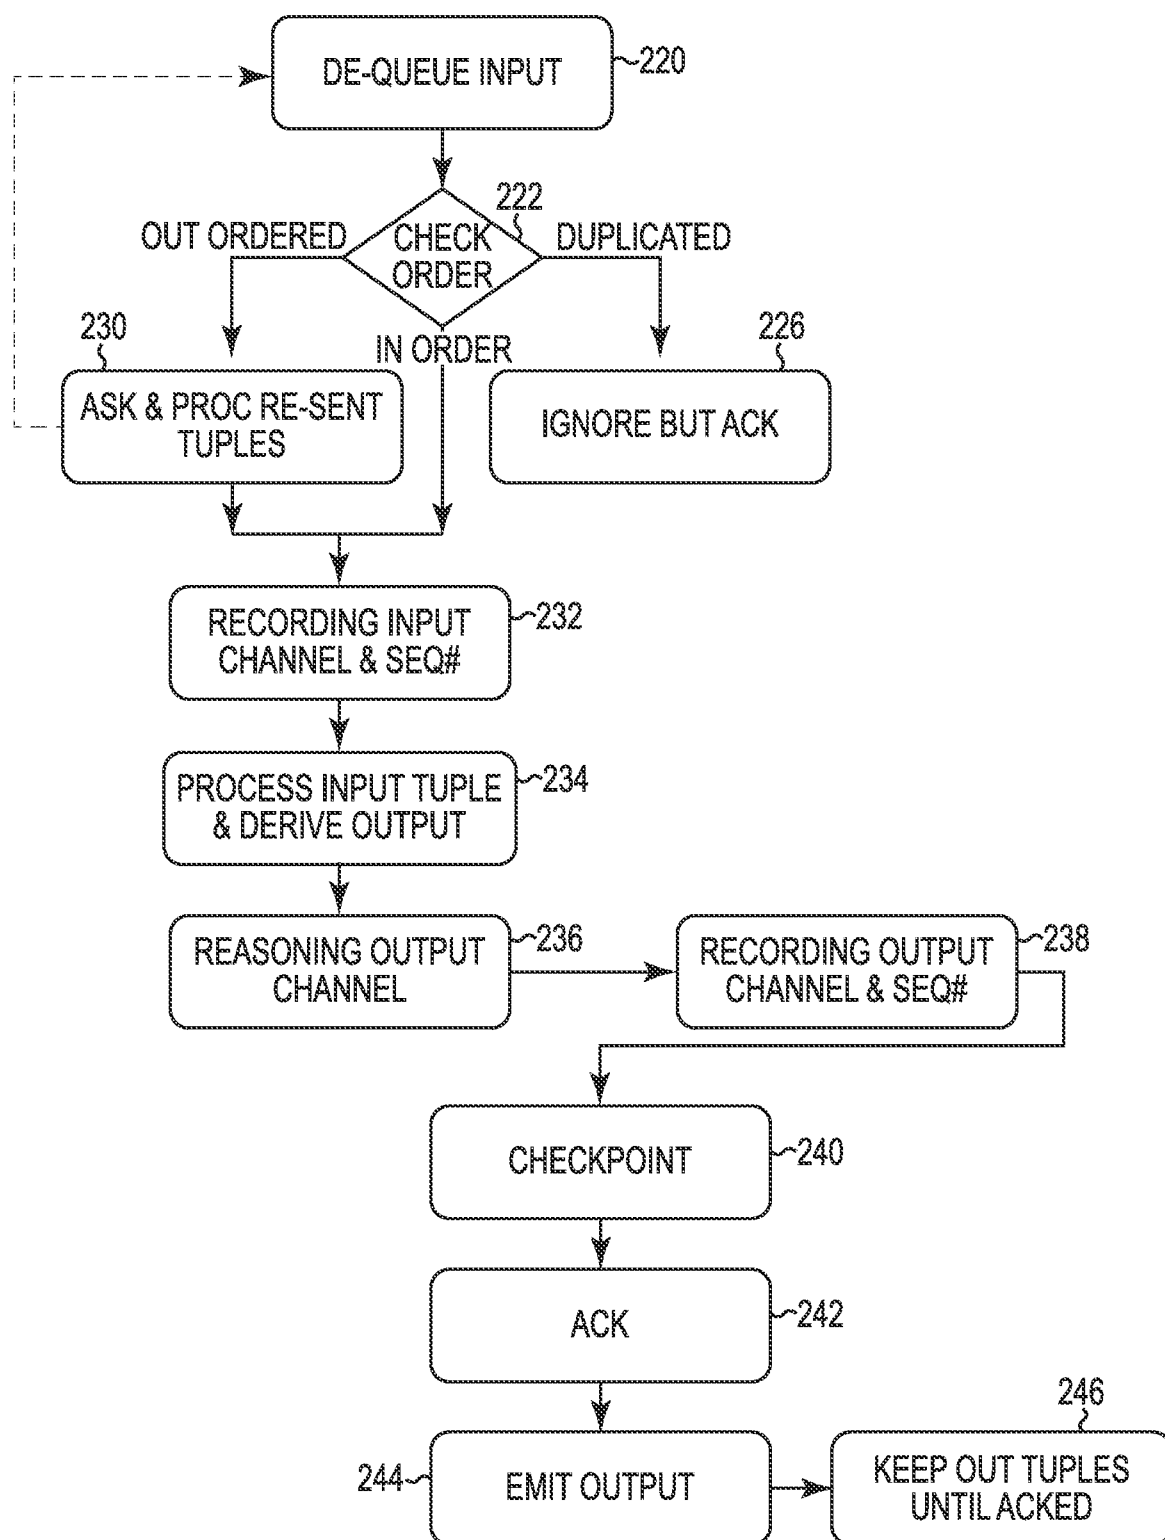 DE-QUEUE INPUT
220
222
OUT ORDERED
CHECK
ORDER
DUPLICATED
IN ORDER
230
226
ASK & PROC RE-SENT
TUPLES
IGNORE BUT ACK
RECORDING INPUT
CHANNEL & SEQ#
232
PROCESS INPUT TUPLE
& DERIVE OUTPUT
234
REASONING OUTPUT
CHANNEL
236
RECORDING OUTPUT
CHANNEL & SEQ#
238
CHECKPOINT
240
ACK
242
244
EMIT OUTPUT
246
KEEP OUT TUPLES
UNTIL ACKED